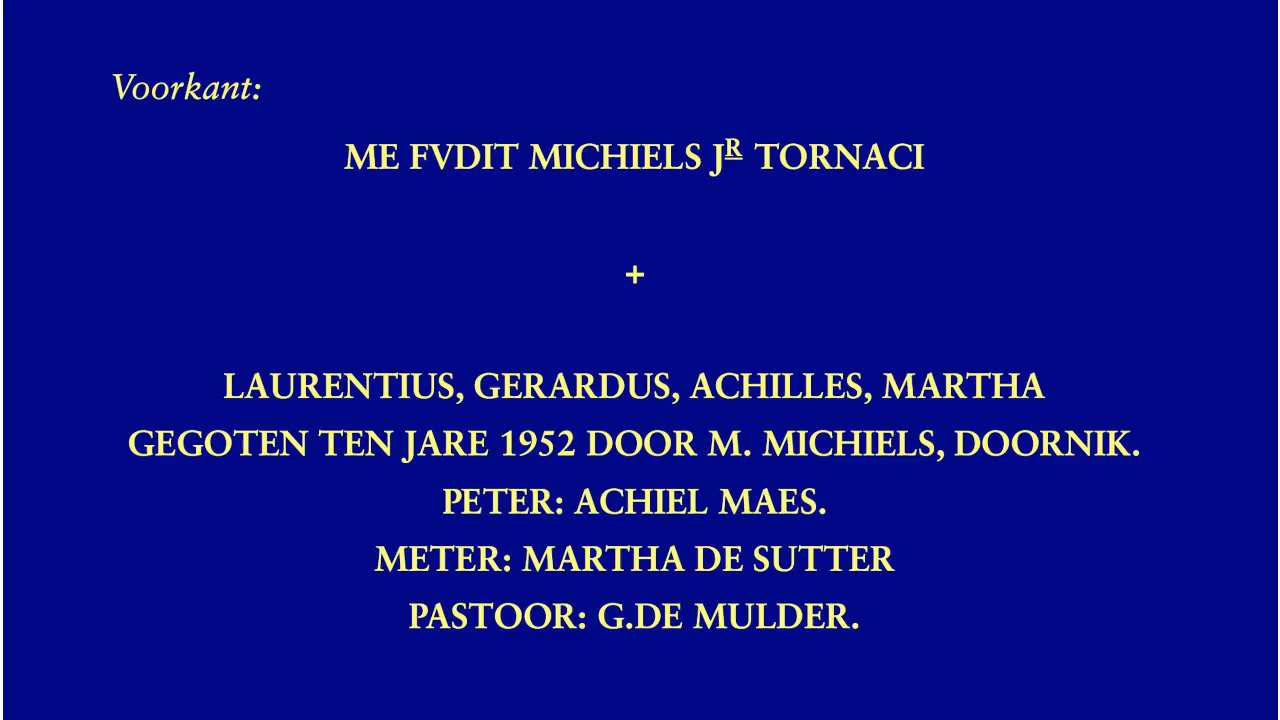 Voorkant:
ME FVDIT MICHIELS JR TORNACI
+
LAURENTIUS, GERARDUS, ACHILLES, MARTHA
GEGOTEN TEN JARE 1952 DOOR M. MICHIELS, DOORNIK.
PETER: ACHIEL MAES.
METER: MARTHA DE SUTTER
PASTOOR: G.DE MULDER.